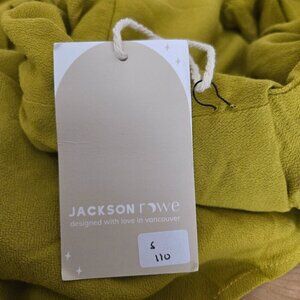 JACKSON rowe
designed with love in vancouver
S
110